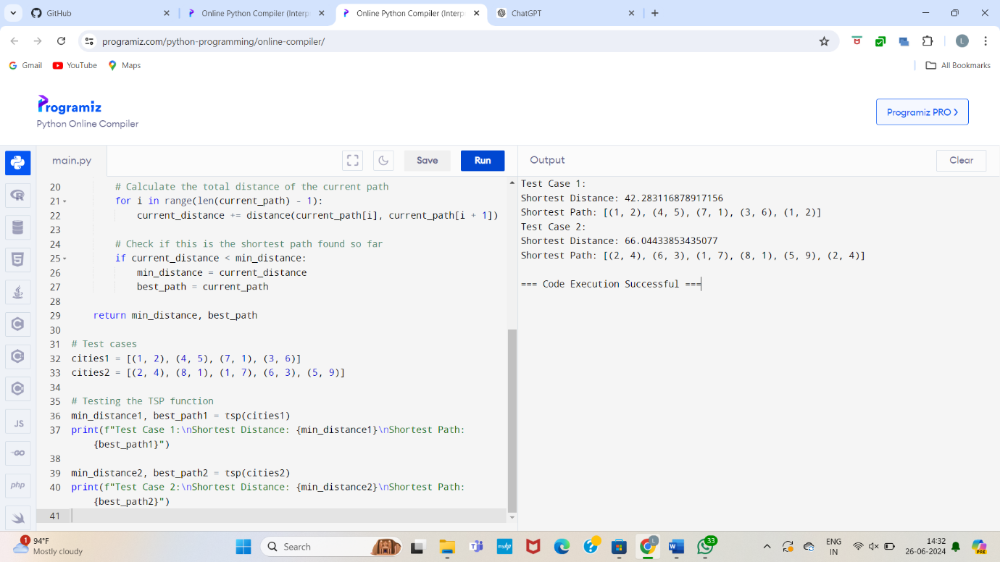 GitHub
Online Python Compiler (Interp
Online Python Compiler (Interp
ChatGPT
programiz.com/python-programming/online-compiler/
L
Gmail
YouTube
Maps
All Bookmarks
Programiz
Python Online Compiler
Programiz PRO
main.py
Save
Run
Output
Clear
20 # Calculate the total distance of the current path
21 for i in range(len(current_path) - 1):
22 current_distance += distance(current_path[i], current_path[i + 1])
23
24 # Check if this is the shortest path found so far
25 if current_distance < min_distance:
26 min_distance = current_distance
27 best_path = current_path
28
29 return min_distance, best_path
30
31 # Test cases
32 cities1 = [(1, 2), (4, 5), (7, 1), (3, 6)]
33 cities2 = [(2, 4), (8, 1), (1, 7), (6, 3), (5, 9)]
34
35 # Testing the TSP function
36 min_distance1, best_path1 = tsp(cities1)
37 print(f"Test Case 1:\nShortest Distance: {min_distance1}\nShortest Path:
{best_path1}")
38
39 min_distance2, best_path2 = tsp(cities2)
40 print(f"Test Case 2:\nShortest Distance: {min_distance2}\nShortest Path:
{best_path2}")
41
Test Case 1:
Shortest Distance: 42.283116878917156
Shortest Path: [(1, 2), (4, 5), (7, 1), (3, 6), (1, 2)]
Test Case 2:
Shortest Distance: 66.04433853435077
Shortest Path: [(2, 4), (6, 3), (1, 7), (8, 1), (5, 9), (2, 4)]
=== Code Execution Successful ===
JS
GO
php
1
94°F
Mostly cloudy
Search
myhp
L
33
ENG
IN
14:32
26-06-2024
PRE